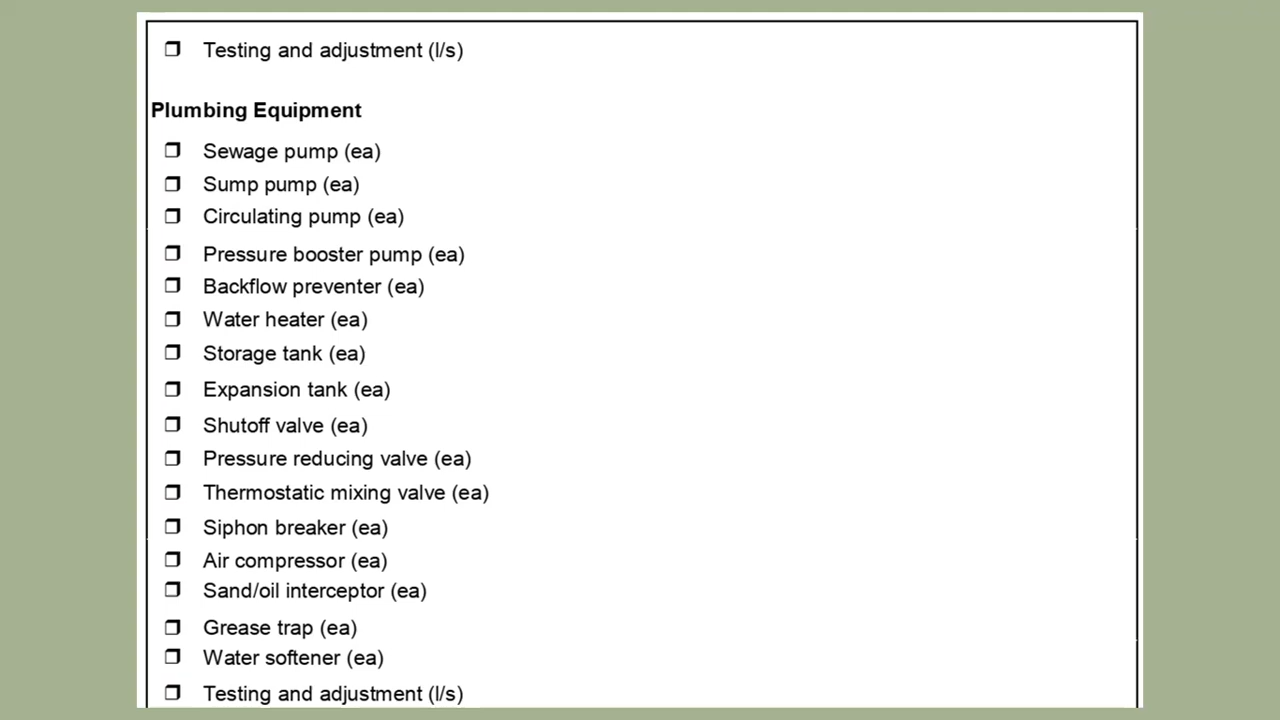 ❒ Testing and adjustment (l/s)
Plumbing Equipment
❒ Sewage pump (ea)
❒ Sump pump (ea)
❒ Circulating pump (ea)
❒ Pressure booster pump (ea)
❒ Backflow preventer (ea)
❒ Water heater (ea)
❒ Storage tank (ea)
❒ Expansion tank (ea)
❒ Shutoff valve (ea)
❒ Pressure reducing valve (ea)
❒ Thermostatic mixing valve (ea)
❒ Siphon breaker (ea)
❒ Air compressor (ea)
❒ Sand/oil interceptor (ea)
❒ Grease trap (ea)
❒ Water softener (ea)
❒ Testing and adjustment (l/s)